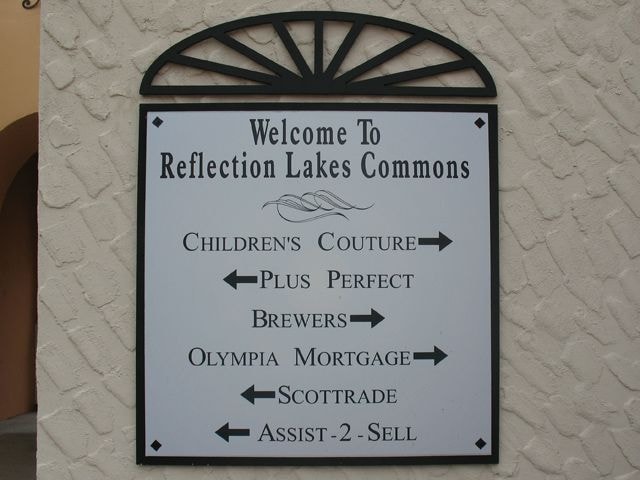 Welcome To
Reflection Lakes Commons
CHILDREN'S COUTURE
PLUS PERFECT
BREWERS
OLYMPIA MORTGAGE
SCOTTRADE
ASSIST-2-SELL